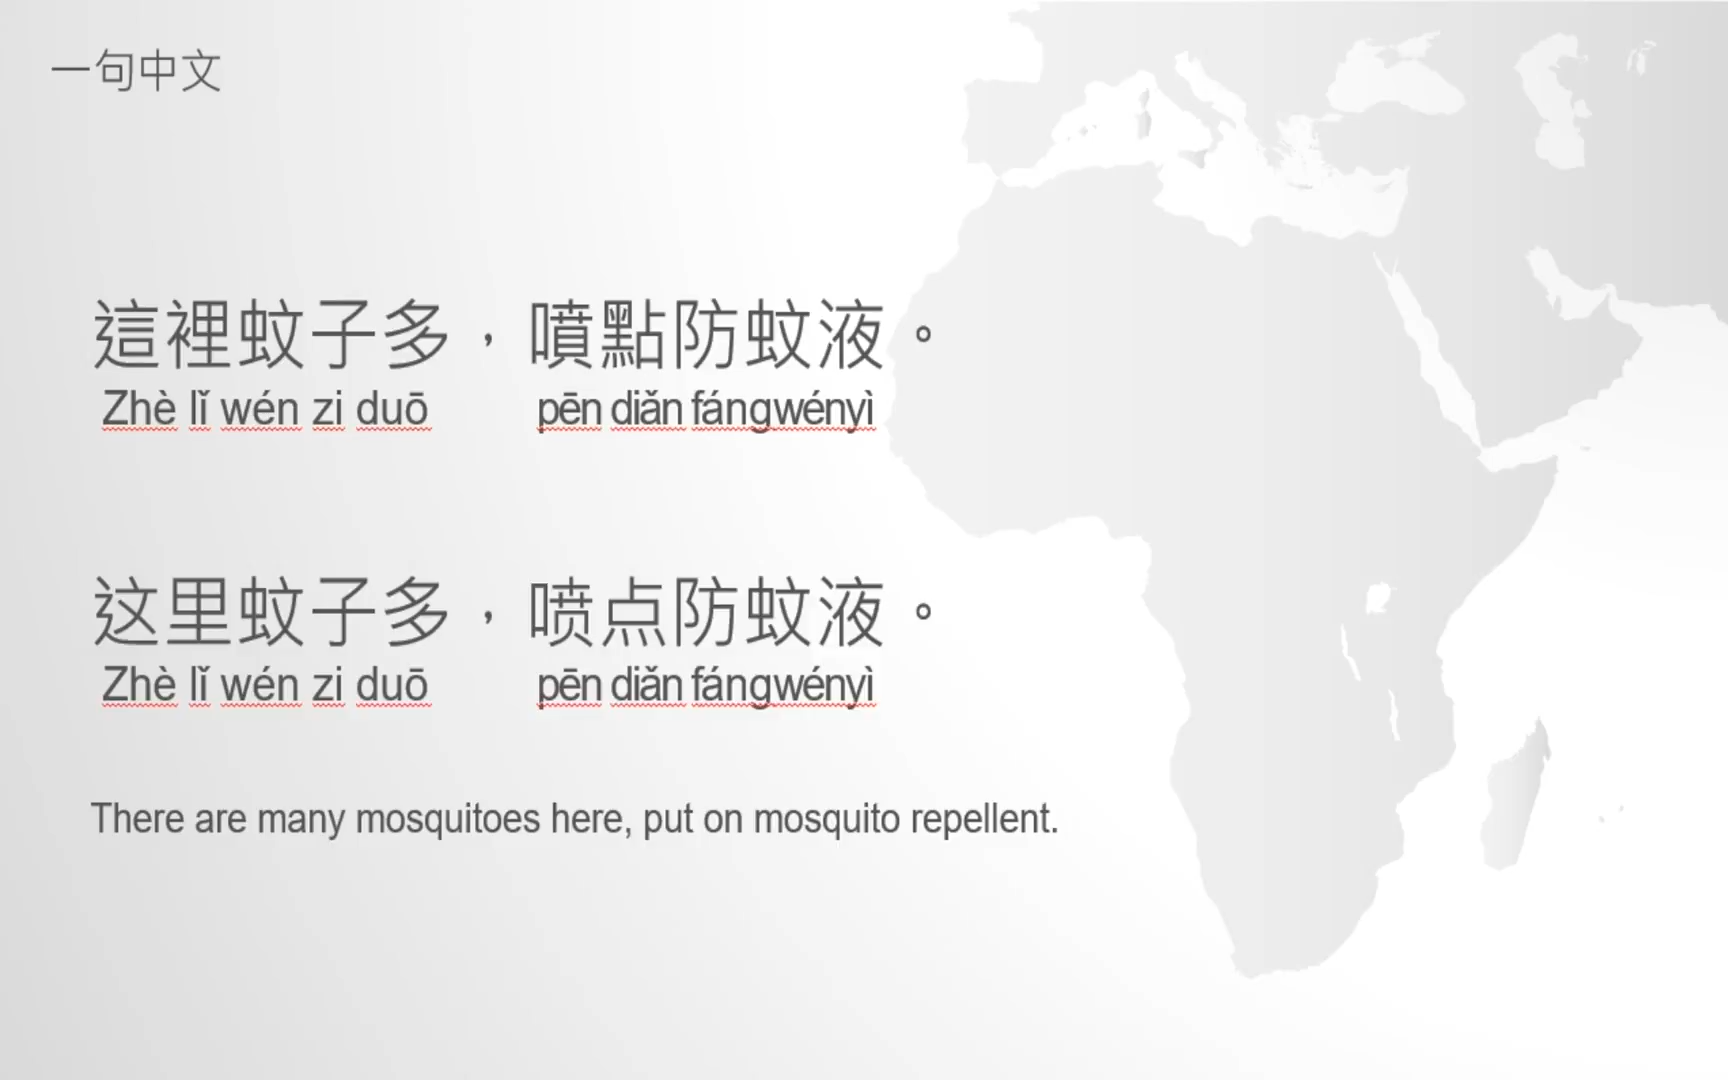 一句中文
這裡蚊子多，噴點防蚊液。
Zhè lǐ wén zi duō pēn diǎn fángwényì
这里蚊子多，喷点防蚊液。
Zhè lǐ wén zi duō pēn diǎn fángwényì
There are many mosquitoes here, put on mosquito repellent.